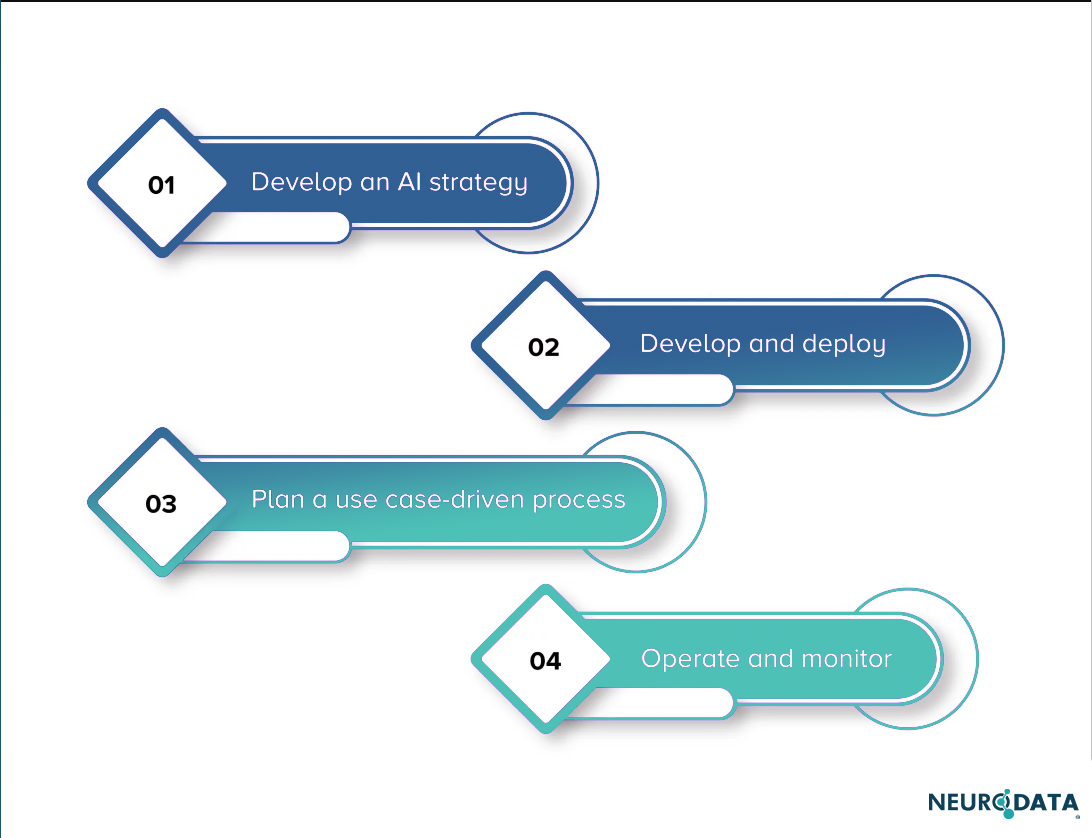 01
Develop an AI strategy
02
Develop and deploy
03
Plan a use case-driven process
04
Operate and monitor
NEURODATA